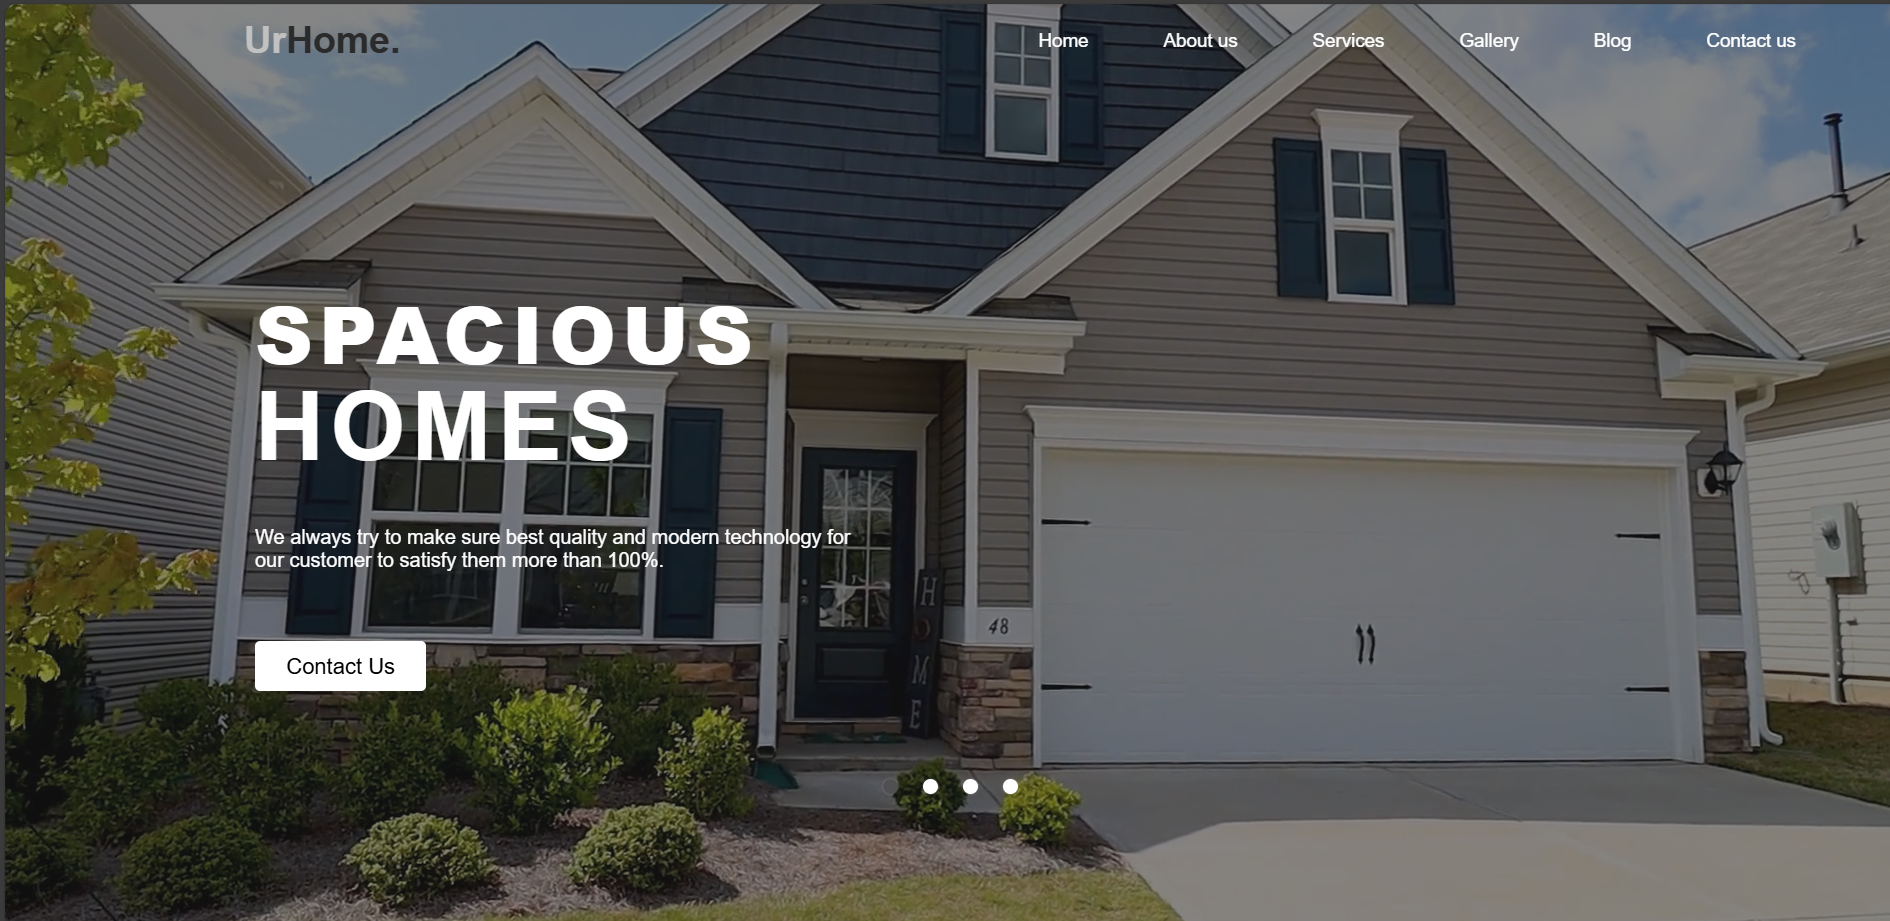 UrHome.
Home About us Services Gallery Blog Contact us
SPACIOUS
HOMES
We always try to make sure best quality and modern technology for
our customer to satisfy them more than 100%.
HOME
48
Contact Us